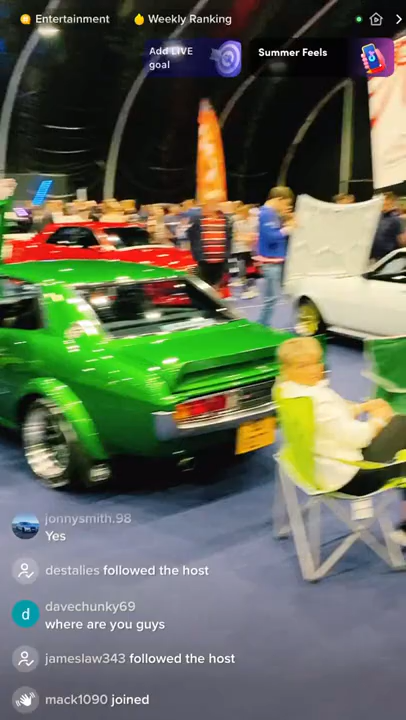 Entertainment
Weekly Ranking
Add LIVE
goal
Summer Feels
jonnysmith.98
Yes
destalies followed the host
d
davechunky69
where are you guys
jameslaw343 followed the host
mack1090 joined